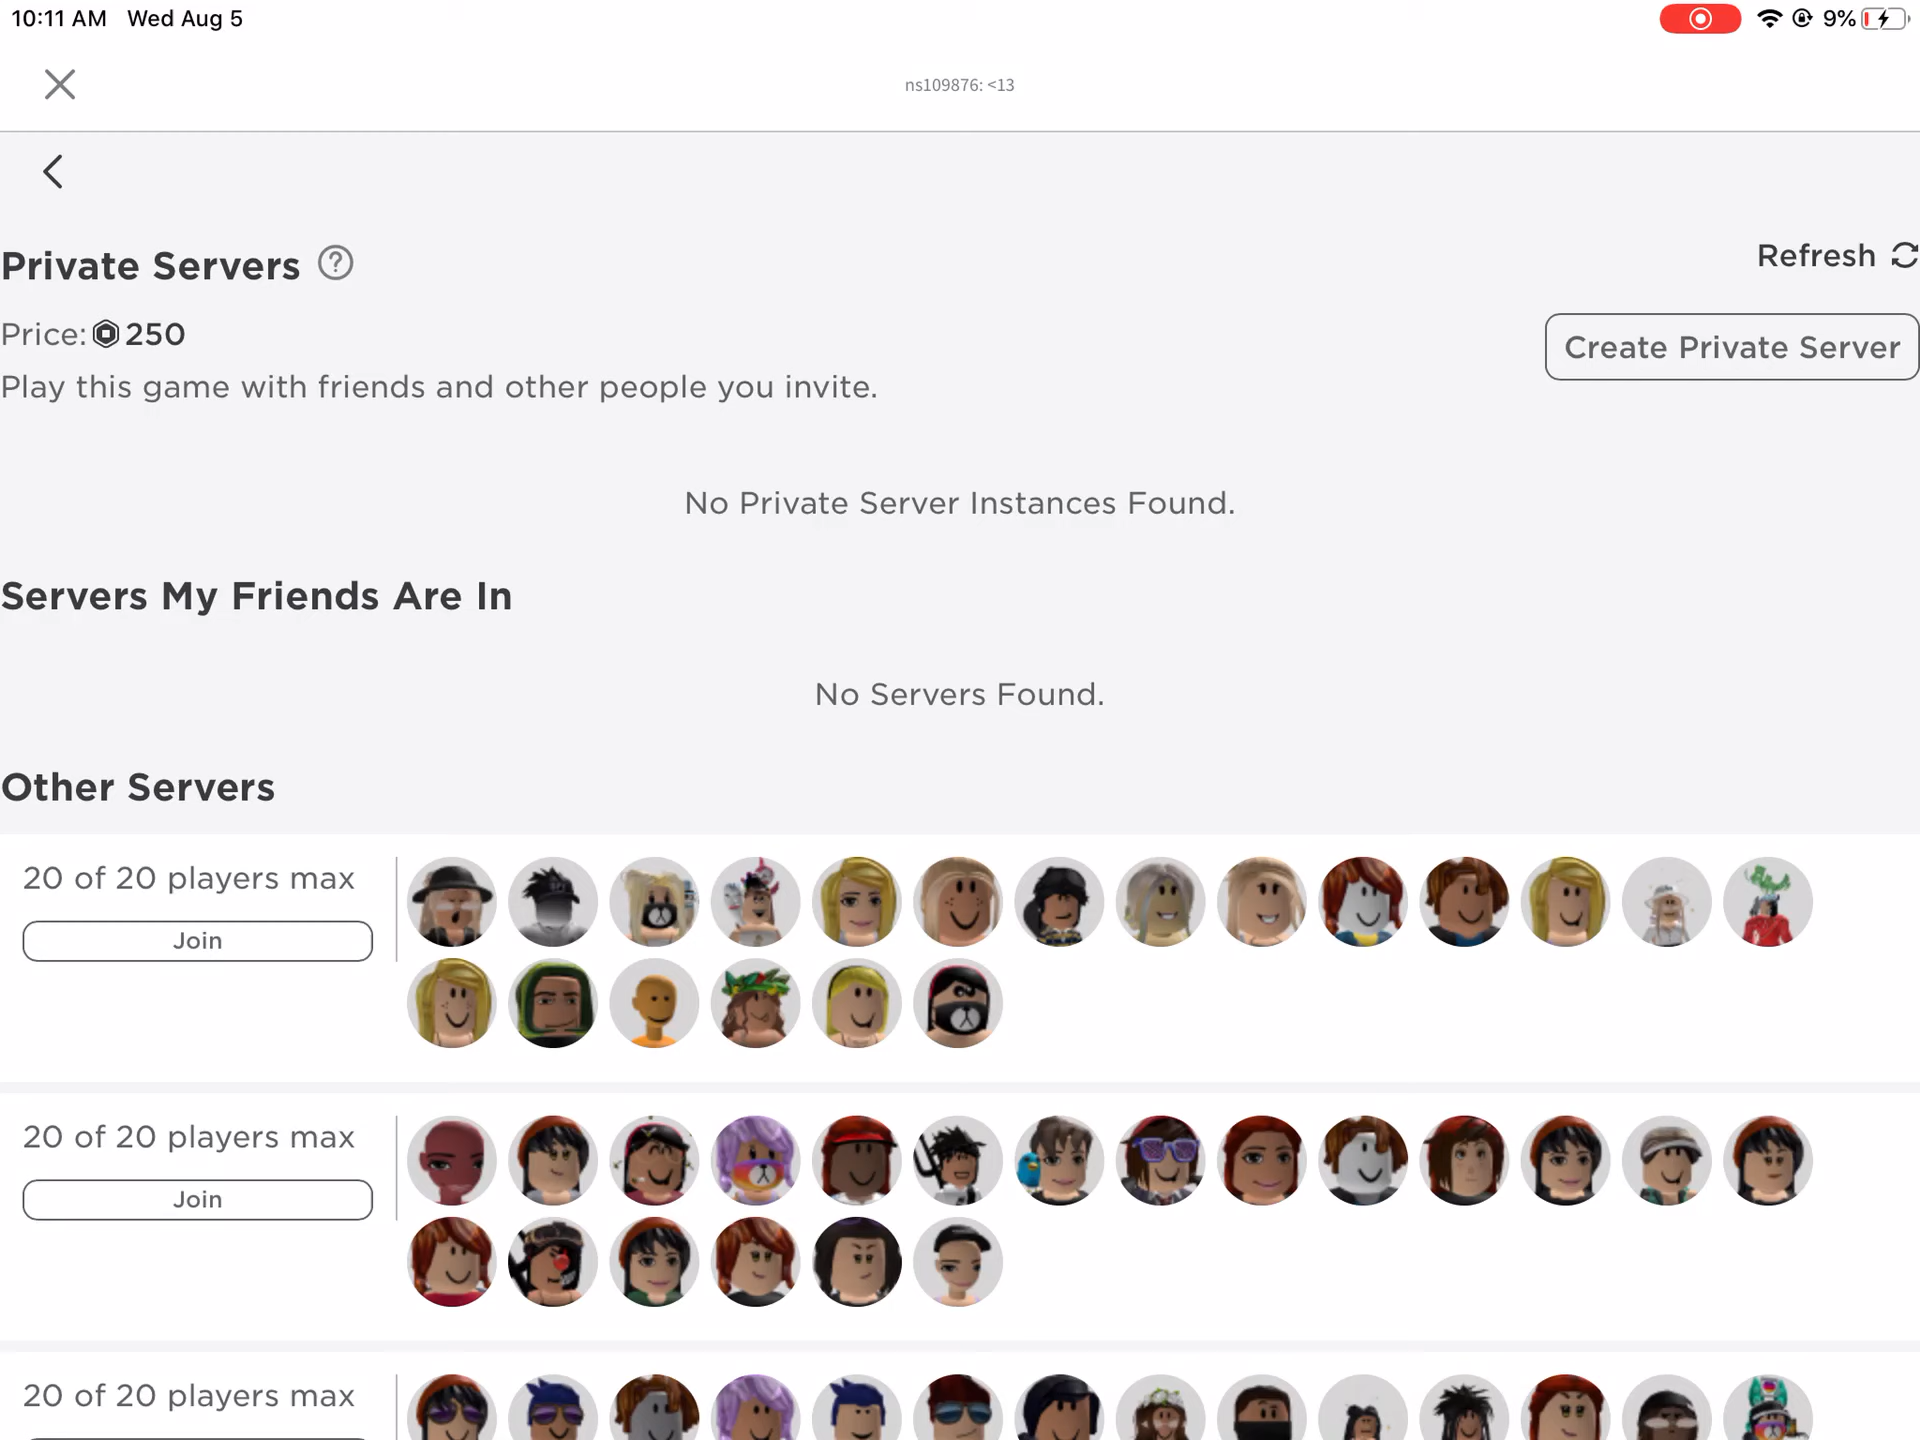 10:11 AM Wed Aug 5
9%
ns109876: <13
Private Servers ?
Refresh
Price: 250
Create Private Server
Play this game with friends and other people you invite.
No Private Server Instances Found.
Servers My Friends Are In
No Servers Found.
Other Servers
20 of 20 players max
Join
20 of 20 players max
Join
20 of 20 players max